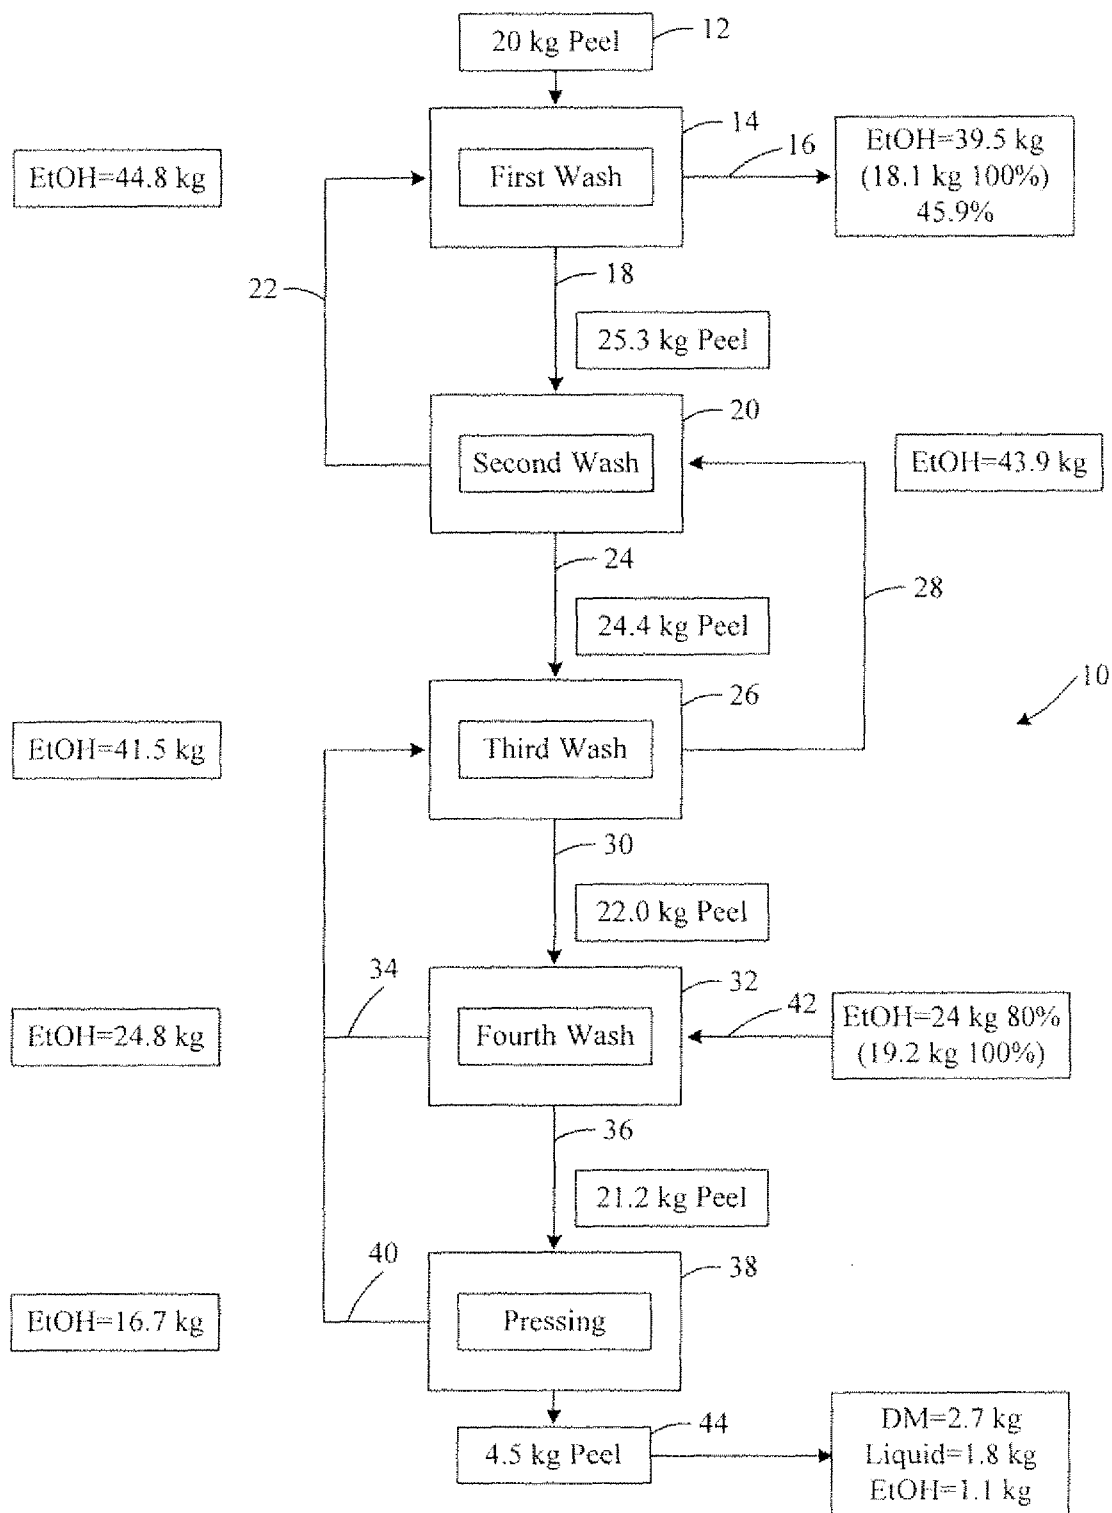 20 kg Peel
12
14
First Wash
16
EtOH=39.5 kg
(18.1 kg 100%)
45.9%
EtOH=44.8 kg
18
22
25.3 kg Peel
20
Second Wash
EtOH=43.9 kg
24
28
24.4 kg Peel
10
26
Third Wash
EtOH=41.5 kg
30
22.0 kg Peel
34
32
Fourth Wash
42
EtOH=24 kg 80%
(19.2 kg 100%)
EtOH=24.8 kg
36
21.2 kg Peel
40
38
Pressing
EtOH=16.7 kg
44
4.5 kg Peel
DM=2.7 kg
Liquid=1.8 kg
EtOH=1.1 kg